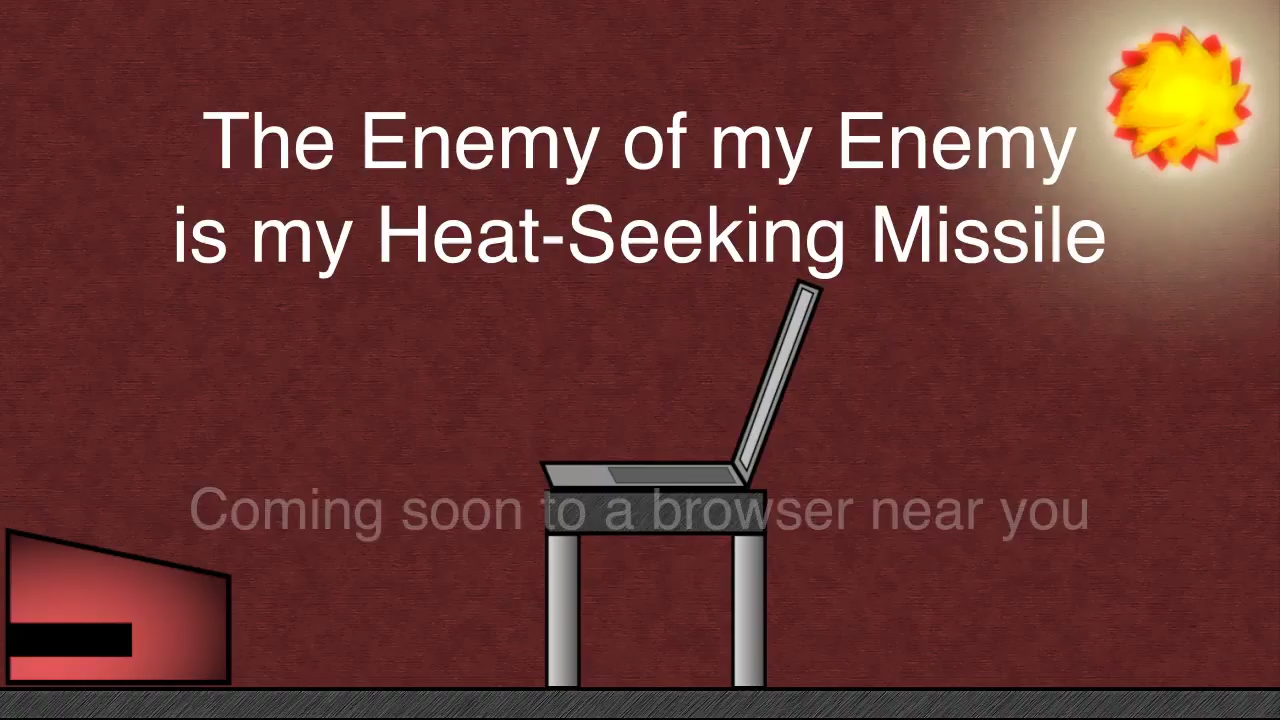 The Enemy of my Enemy
is my Heat-Seeking Missile
Coming soon to a browser near you